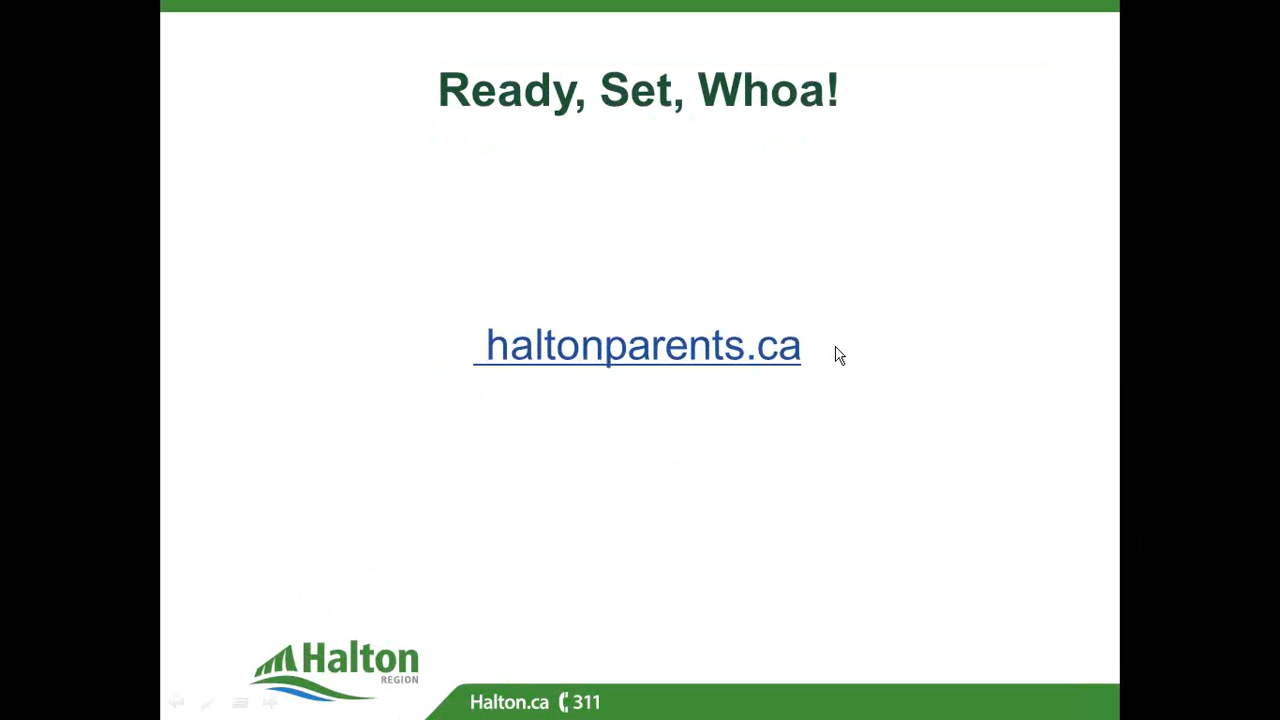 Ready, Set, Whoa!
haltonparents.ca
Halton
REGION
Halton.ca 311